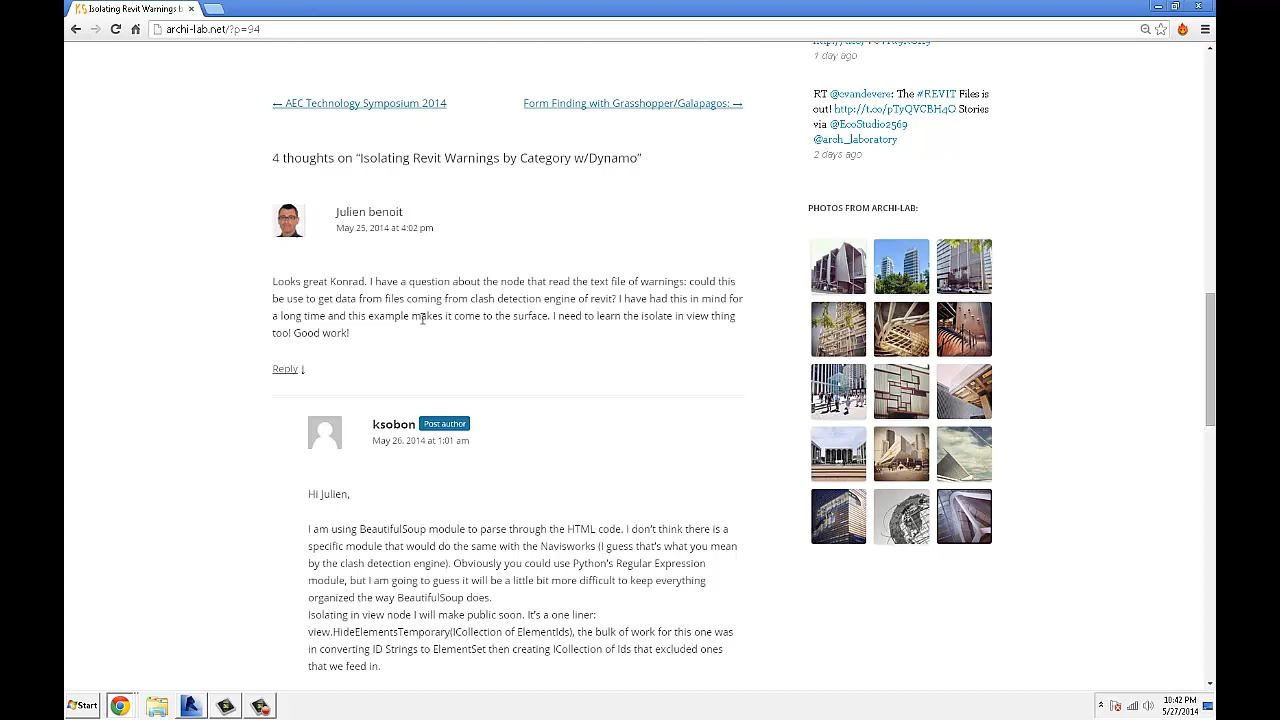 Isolating Revit Warnings b
archi-lab.net/?p=94
1 day ago
← AEC Technology Symposium 2014
Form Finding with Grasshopper/Galapagos: →
RT @cvandevere: The #REVIT Files is
out! http://t.co/pTyQVCBH4O Stories
via @EcoStudio2569
@arch_laboratory
2 days ago
4 thoughts on “Isolating Revit Warnings by Category w/Dynamo”
PHOTOS FROM ARCHI-LAB:
Julien benoit
May 25, 2014 at 4:02 pm
Looks great Konrad. I have a question about the node that read the text file of warnings: could this
be use to get data from files coming from clash detection engine of revit? I have had this in mind for
a long time and this example makes it come to the surface. I need to learn the isolate in view thing
too! Good work!
Reply ↓
ksobon Post author
May 26, 2014 at 1:01 am
Hi Julien,
I am using BeautifulSoup module to parse through the HTML code. I don’t think there is a
specific module that would do the same with the Navisworks (I guess that’s what you mean
by the clash detection engine). Obviously you could use Python’s Regular Expression
module, but I am going to guess it will be a little bit more difficult to keep everything
organized the way BeautifulSoup does.
Isolating in view node I will make public soon. It’s a one liner:
view.HideElementsTemporary(ICollection of ElementIds), the bulk of work for this one was
in converting ID Strings to ElementSet then creating ICollection of Ids that excluded ones
that we feed in.
Start
10:42 PM
5/27/2014